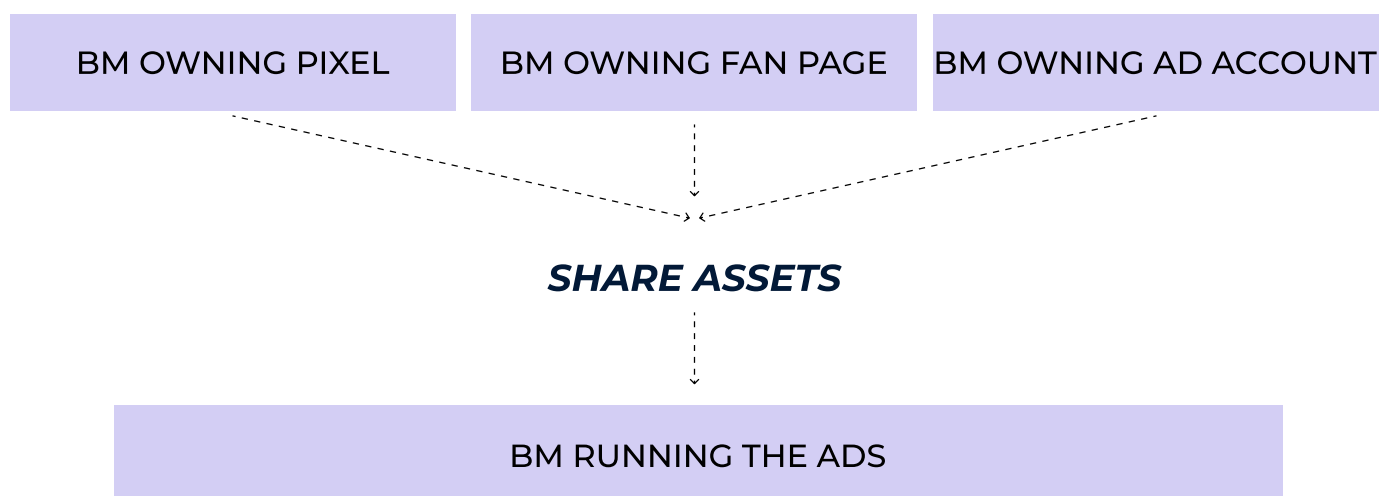 BM OWNING PIXEL
BM OWNING FAN PAGE
BM OWNING AD ACCOUNT
SHARE ASSETS
BM RUNNING THE ADS